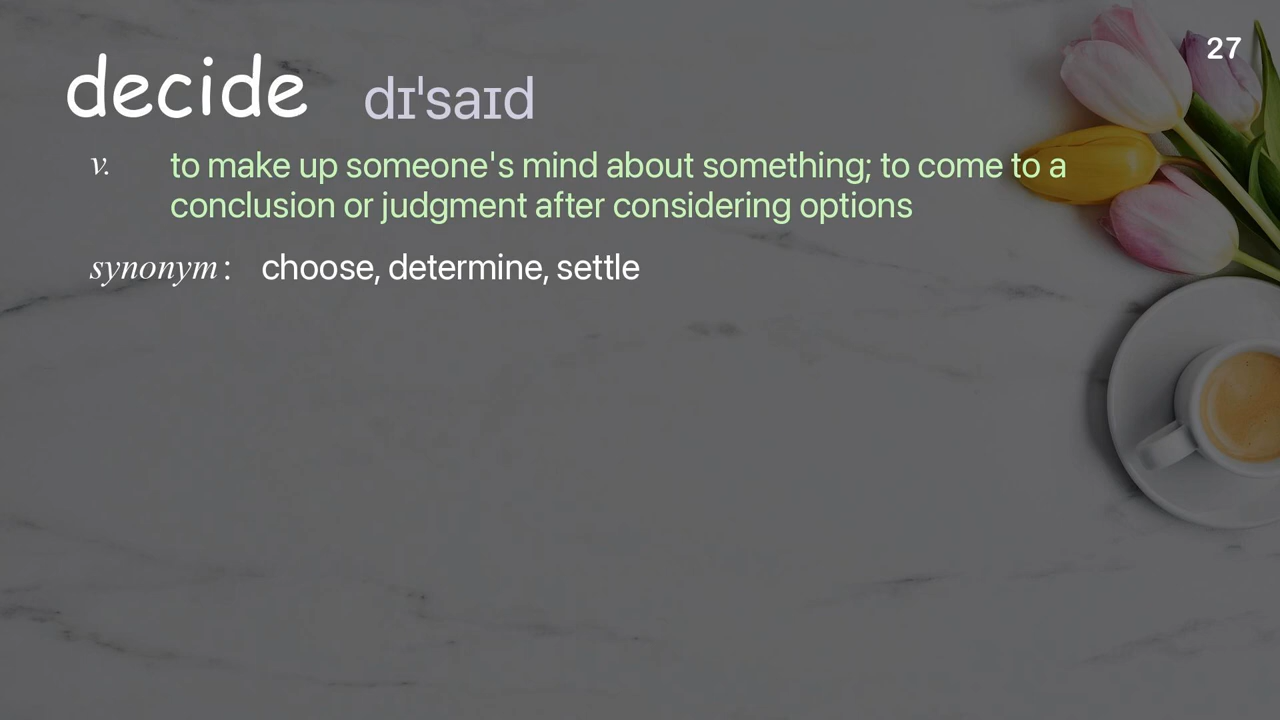 27
decide dɪˈsaɪd
v. to make up someone's mind about something; to come to a
conclusion or judgment after considering options
synonym: choose, determine, settle